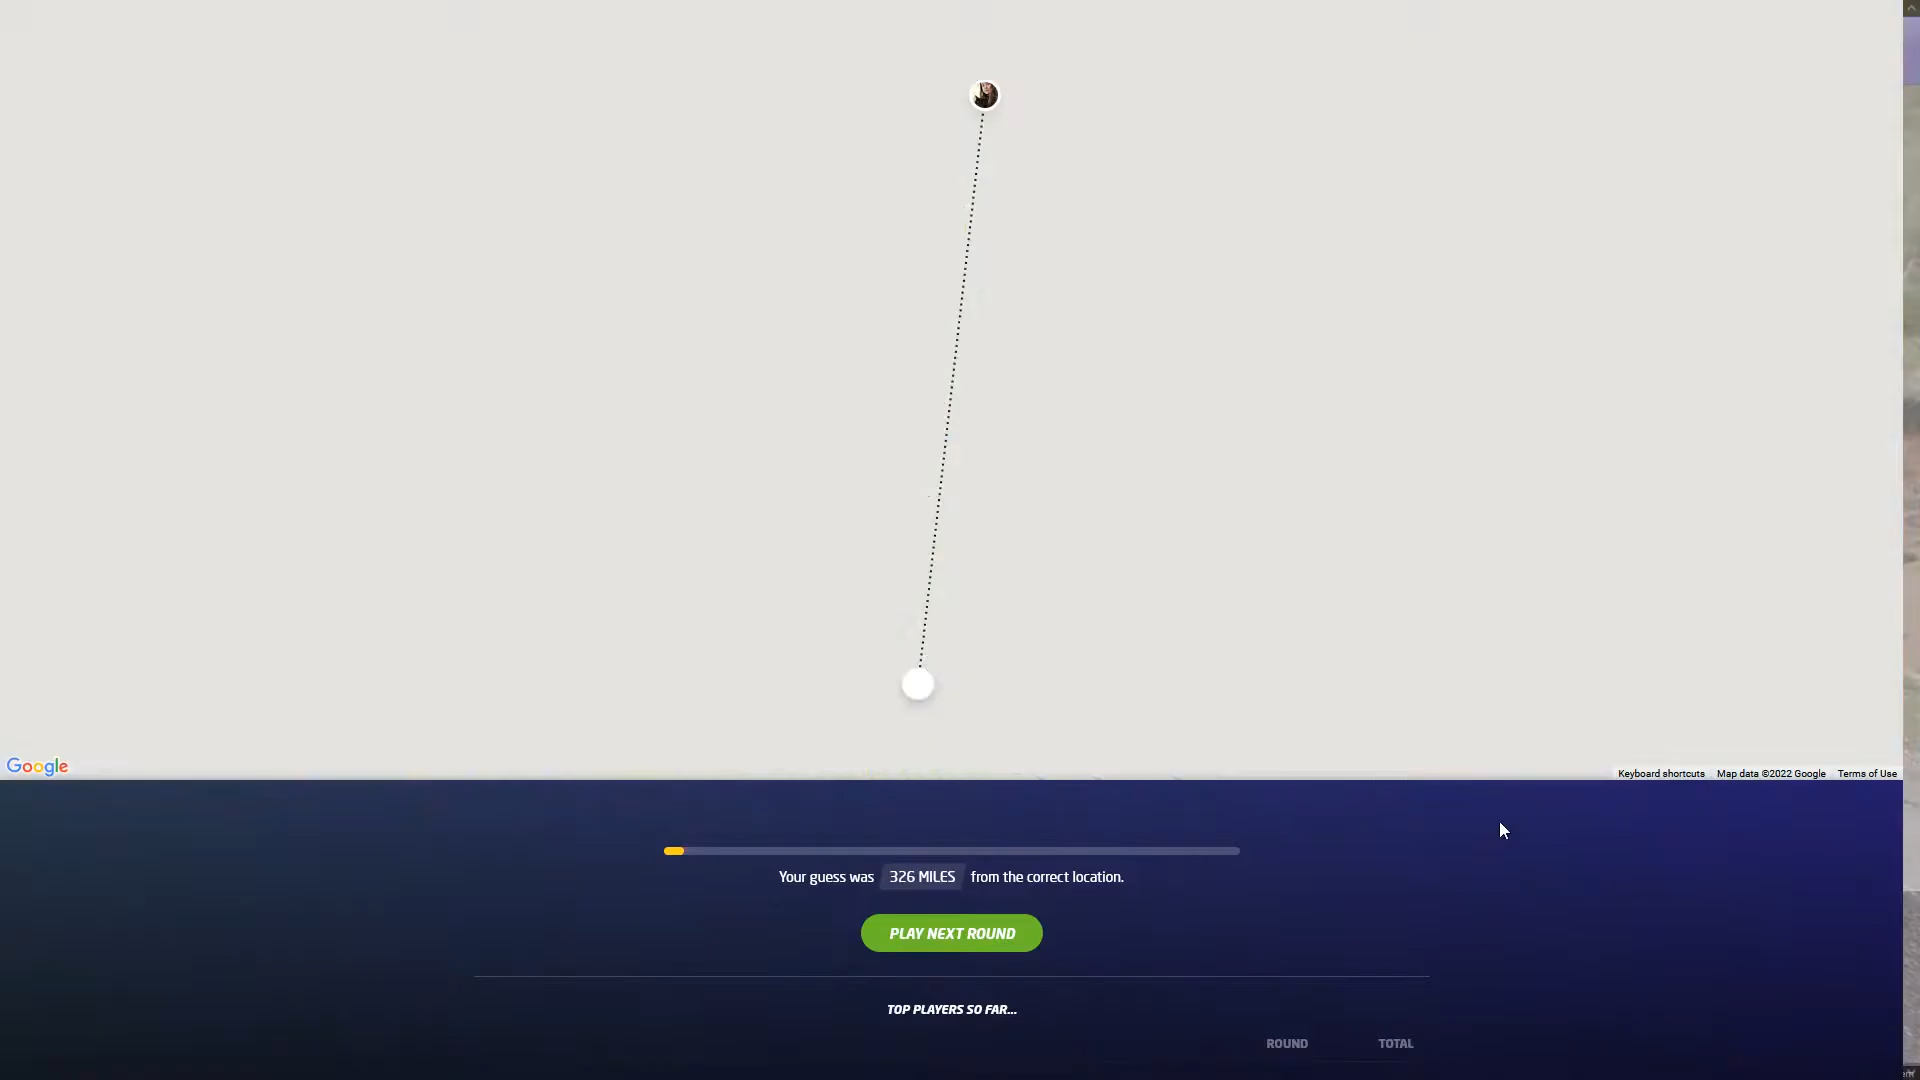 Google
Keyboard shortcuts Map data ©2022 Google Terms of Use
Your guess was 326 MILES from the correct location.
PLAY NEXT ROUND
TOP PLAYERS SO FAR...
ROUND TOTAL